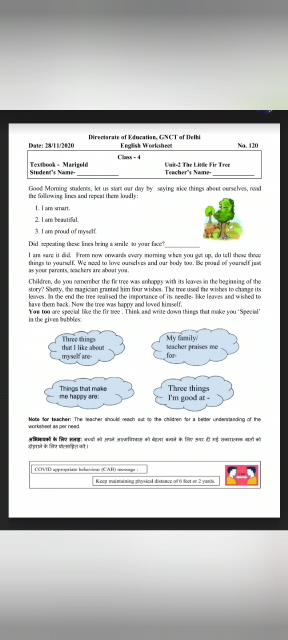 Directorate of Education, GNCT of Delhi
Date: 28/11/2020 English Worksheet No. 120
Class - 4
Textbook - Marigold Unit-2 The Little Fir Tree
Student's Name- Teacher's Name-
Good Morning students, let us start our day by saying nice things about ourselves, read
the following lines and repeat them loudly:
1. I am smart.
2. I am beautiful.
3. I am proud of myself.
Did repeating these lines bring a smile to your face?
I am sure it did. From now onwards every morning when you get up, do tell these three
things to yourself. We need to love ourselves and our body too. Be proud of yourself just
as your parents, teachers are about you.
Children, do you remember the fir tree was unhappy with its leaves in the beginning of the
story? Shetty, the magician granted him four wishes. The tree used the wishes to change its
leaves. In the end the tree realised the importance of its needle- like leaves and wished to
have them back. Now the tree was happy and loved himself.
You too are special like the fir tree . Think and write down things that make you 'Special'
in the given bubbles:
Three things
that I like about
myself are-
My family/
teacher praises me
for-
Things that make
me happy are:
Three things
I'm good at -
Note for teacher: The teacher should reach out to the children for a better understanding of the
worksheet as per need.
अभिभावकों के लिए सलाह: बच्चों को अपने आत्मविश्वास को बेहतर बनाने के लिए ऊपर दी गई सकारात्मक बातों को
दोहराने के लिए प्रोत्साहित करें।
COVID appropriate behaviour (CAB) message :
Keep maintaining physical distance of 6 feet or 2 yards.